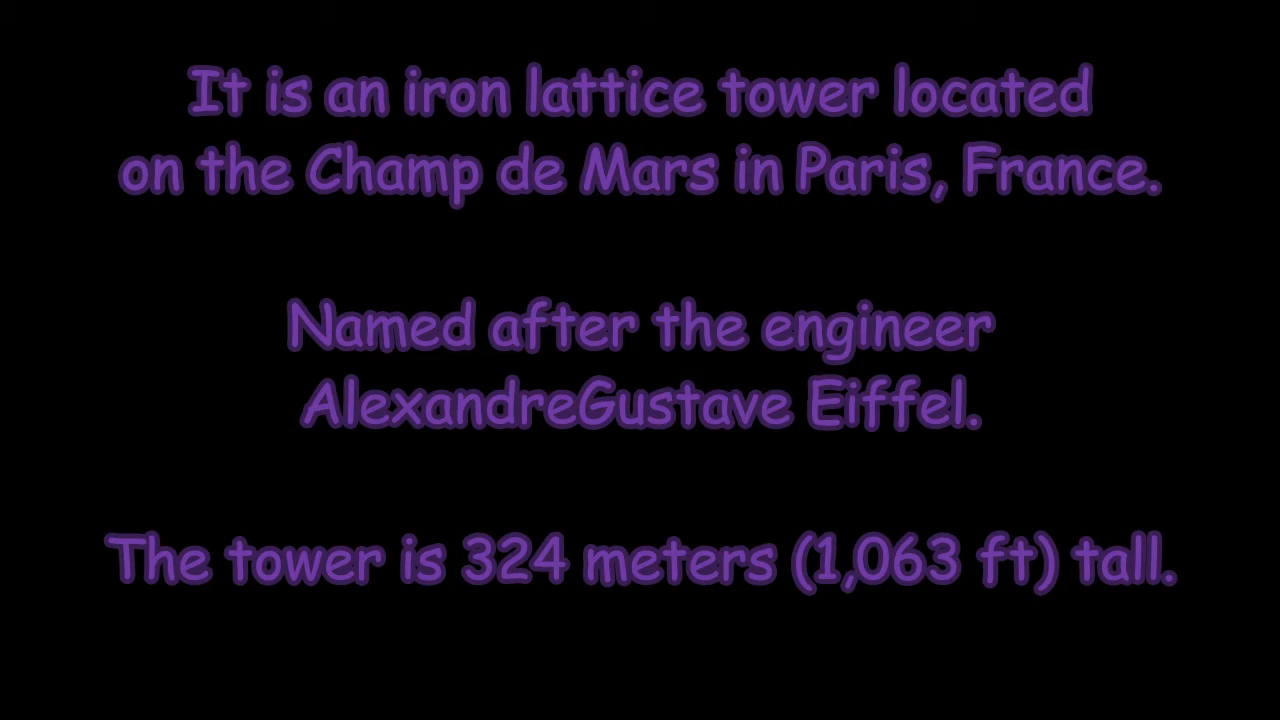 It is an iron lattice tower located
on the Champ de Mars in Paris, France.
Named after the engineer
AlexandreGustave Eiffel.
The tower is 324 meters (1,063 ft) tall.